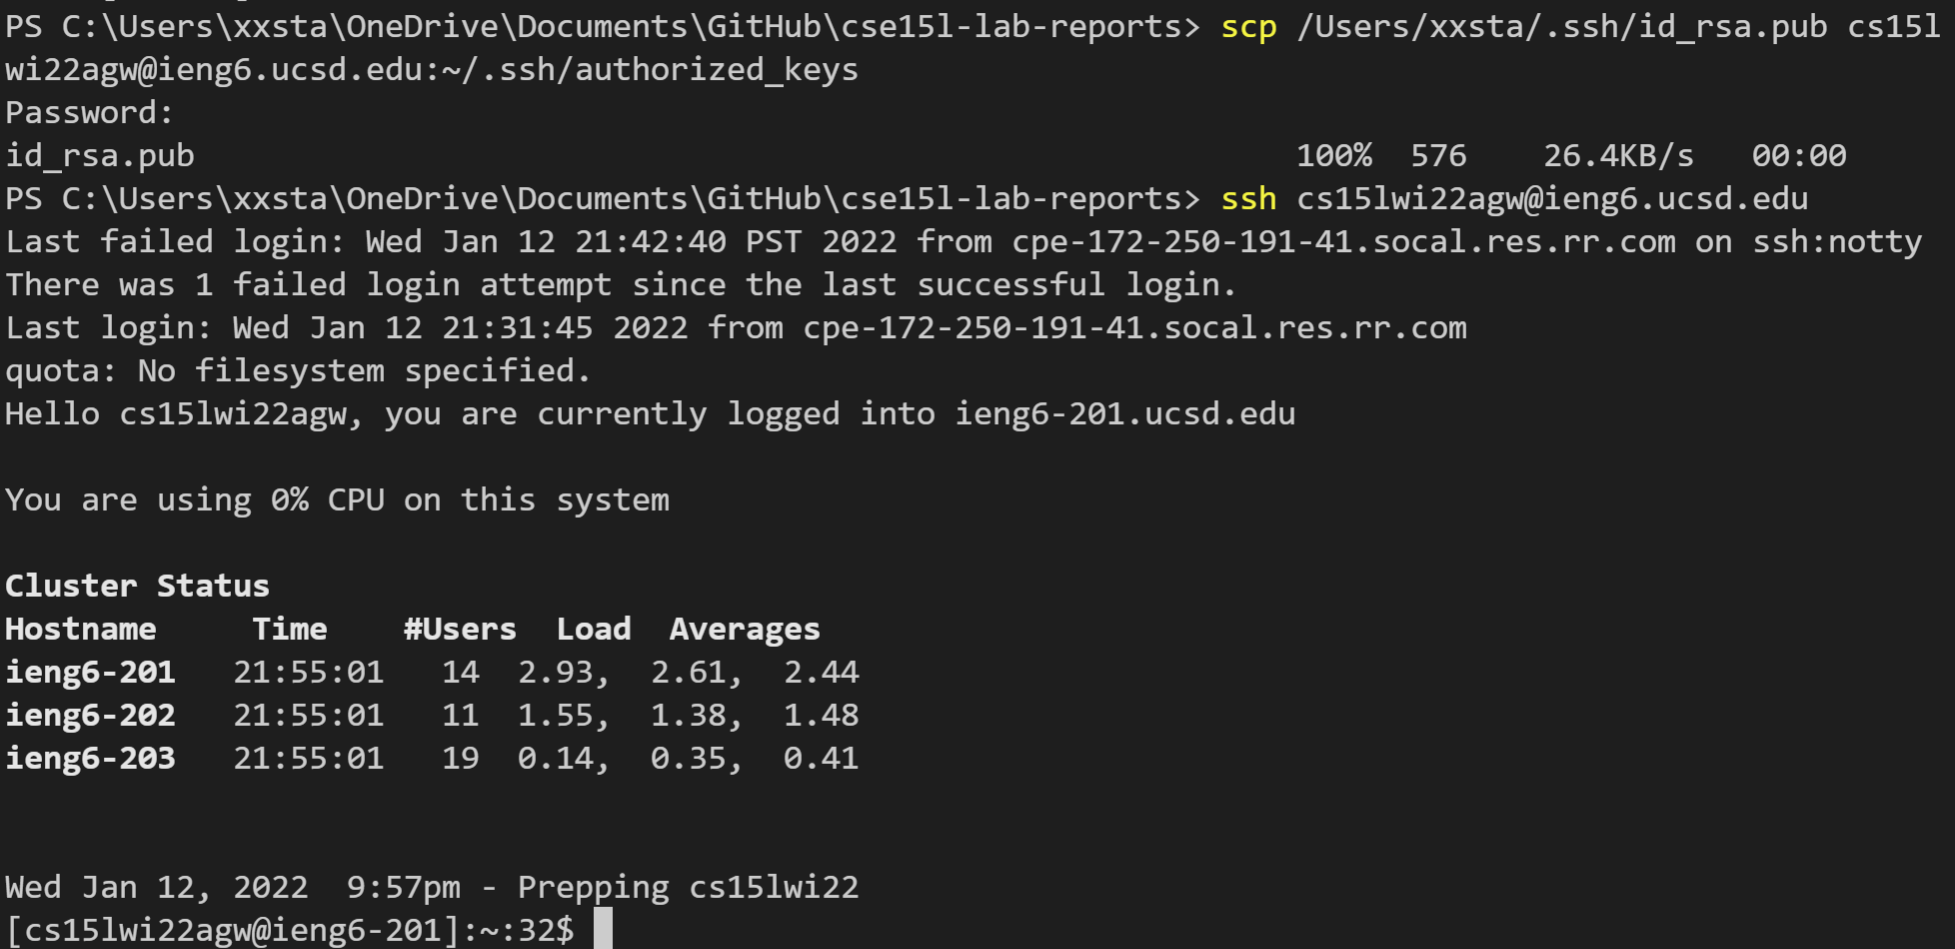 PS C:\Users\xxsta\OneDrive\Documents\GitHub\cse15l-lab-reports> scp /Users/xxsta/.ssh/id_rsa.pub cs15l
wi22agw@ieng6.ucsd.edu:~/.ssh/authorized_keys
Password:
id_rsa.pub 100% 576 26.4KB/s 00:00
PS C:\Users\xxsta\OneDrive\Documents\GitHub\cse15l-lab-reports> ssh cs15lwi22agw@ieng6.ucsd.edu
Last failed login: Wed Jan 12 21:42:40 PST 2022 from cpe-172-250-191-41.socal.res.rr.com on ssh:notty
There was 1 failed login attempt since the last successful login.
Last login: Wed Jan 12 21:31:45 2022 from cpe-172-250-191-41.socal.res.rr.com
quota: No filesystem specified.
Hello cs15lwi22agw, you are currently logged into ieng6-201.ucsd.edu
You are using 0% CPU on this system
Cluster Status
Hostname Time #Users Load Averages
ieng6-201 21:55:01 14 2.93, 2.61, 2.44
ieng6-202 21:55:01 11 1.55, 1.38, 1.48
ieng6-203 21:55:01 19 0.14, 0.35, 0.41
Wed Jan 12, 2022 9:57pm - Prepping cs15lwi22
[cs15lwi22agw@ieng6-201]:~:32$